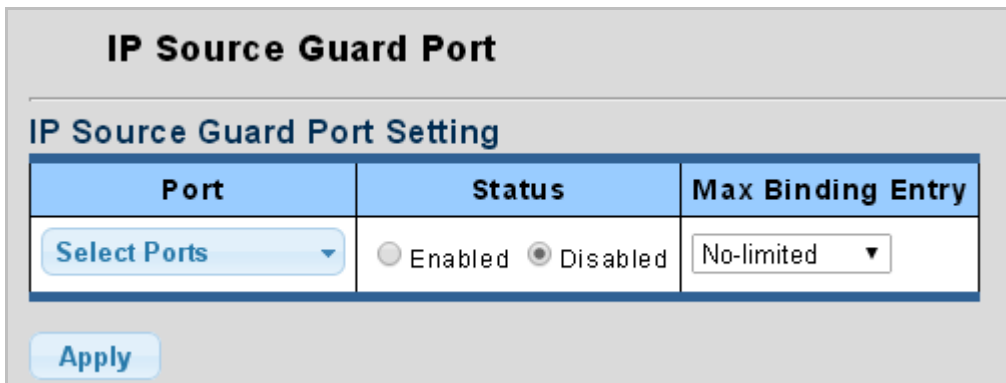 IP Source Guard Port
IP Source Guard Port Setting
Port Status Max Binding Entry
Select Ports Enabled Disabled No-limited
Apply